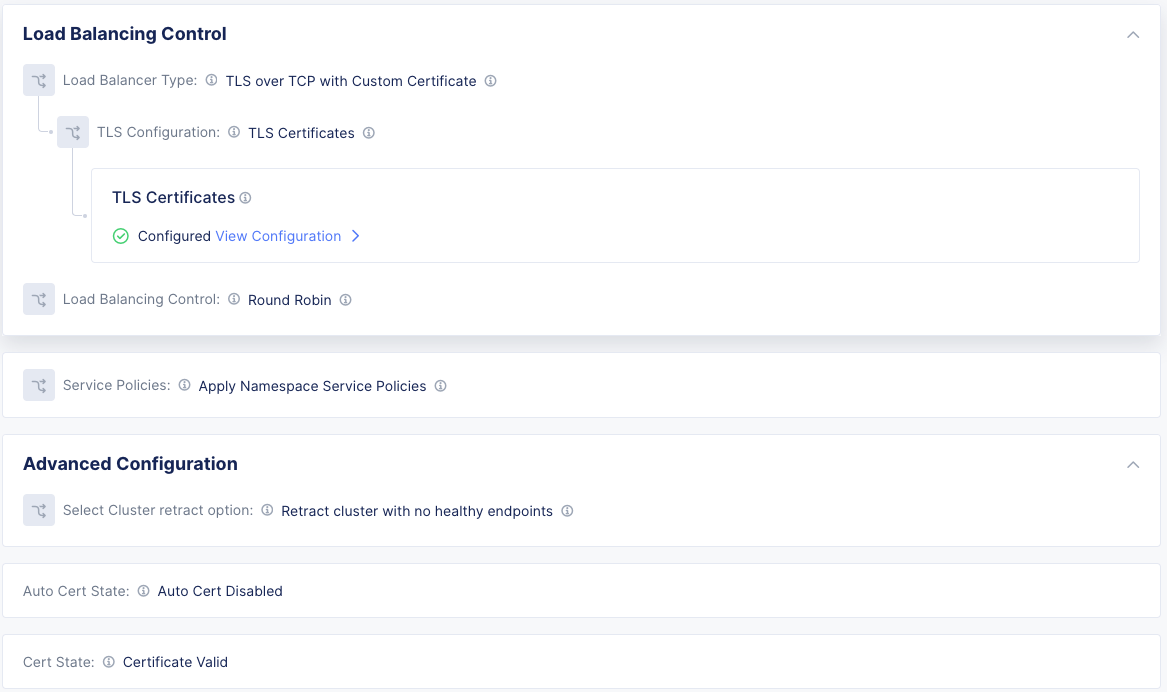 Load Balancing Control
Load Balancer Type: TLS over TCP with Custom Certificate
TLS Configuration: TLS Certificates
TLS Certificates
Configured View Configuration
Load Balancing Control: Round Robin
Service Policies: Apply Namespace Service Policies
Advanced Configuration
Select Cluster retract option: Retract cluster with no healthy endpoints
Auto Cert State: Auto Cert Disabled
Cert State: Certificate Valid